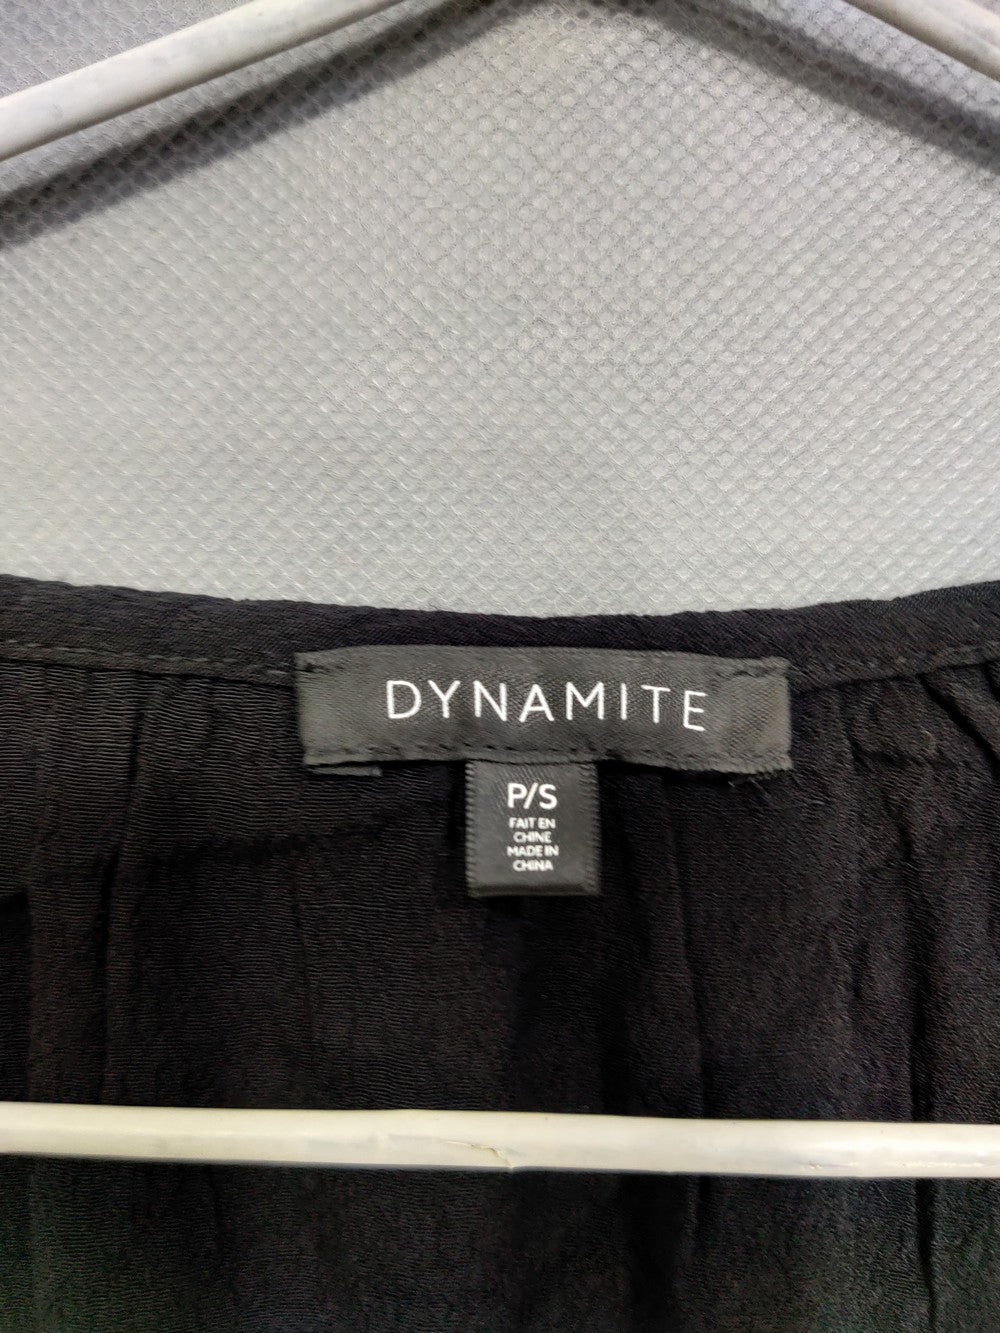 DYNAMITE
P/S
FAIT EN
CHINE
MADE IN
CHINA